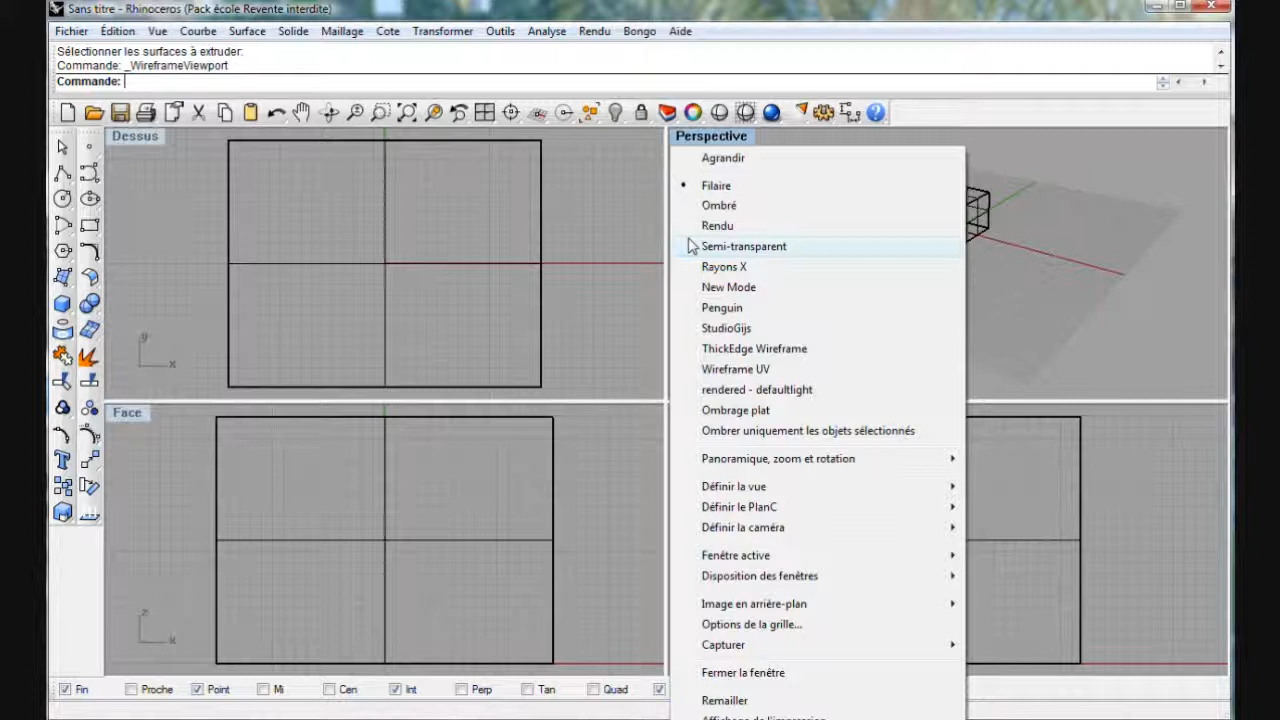 Sans titre - Rhinoceros (Pack école Revente interdite)
Fichier Édition Vue Courbe Surface Solide Maillage Cote Transformer Outils Analyse Rendu Bongo Aide
Sélectionner les surfaces à extruder:
Commande: _WireframeViewport
Commande:
Dessus
Perspective
Agrandir
Filaire
Ombré
Rendu
Semi-transparent
Rayons X
New Mode
Penguin
StudioGijs
ThickEdge Wireframe
Wireframe UV
rendered - defaultlight
Ombrage plat
Ombrer uniquement les objets sélectionnés
Panoramique, zoom et rotation
Définir la vue
Définir le PlanC
Définir la caméra
Fenêtre active
Disposition des fenêtres
Image en arrière-plan
Options de la grille...
Capturer
Fermer la fenêtre
Remailler
y
x
Face
z
x
Fin Proche Point Mi Cen Int Perp Tan Quad